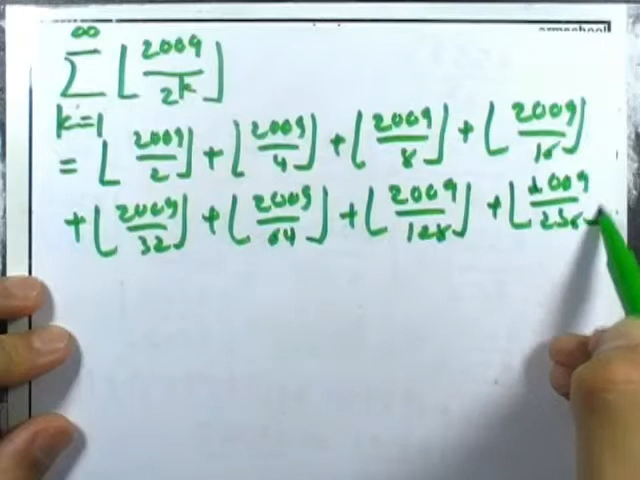 ∞
∑ ⌊2009/2^k⌋
k=1
= ⌊2009/2⌋ + ⌊2009/4⌋ + ⌊2009/8⌋ + ⌊2009/16⌋
+ ⌊2009/32⌋ + ⌊2009/64⌋ + ⌊2009/128⌋ + ⌊2009/256⌋